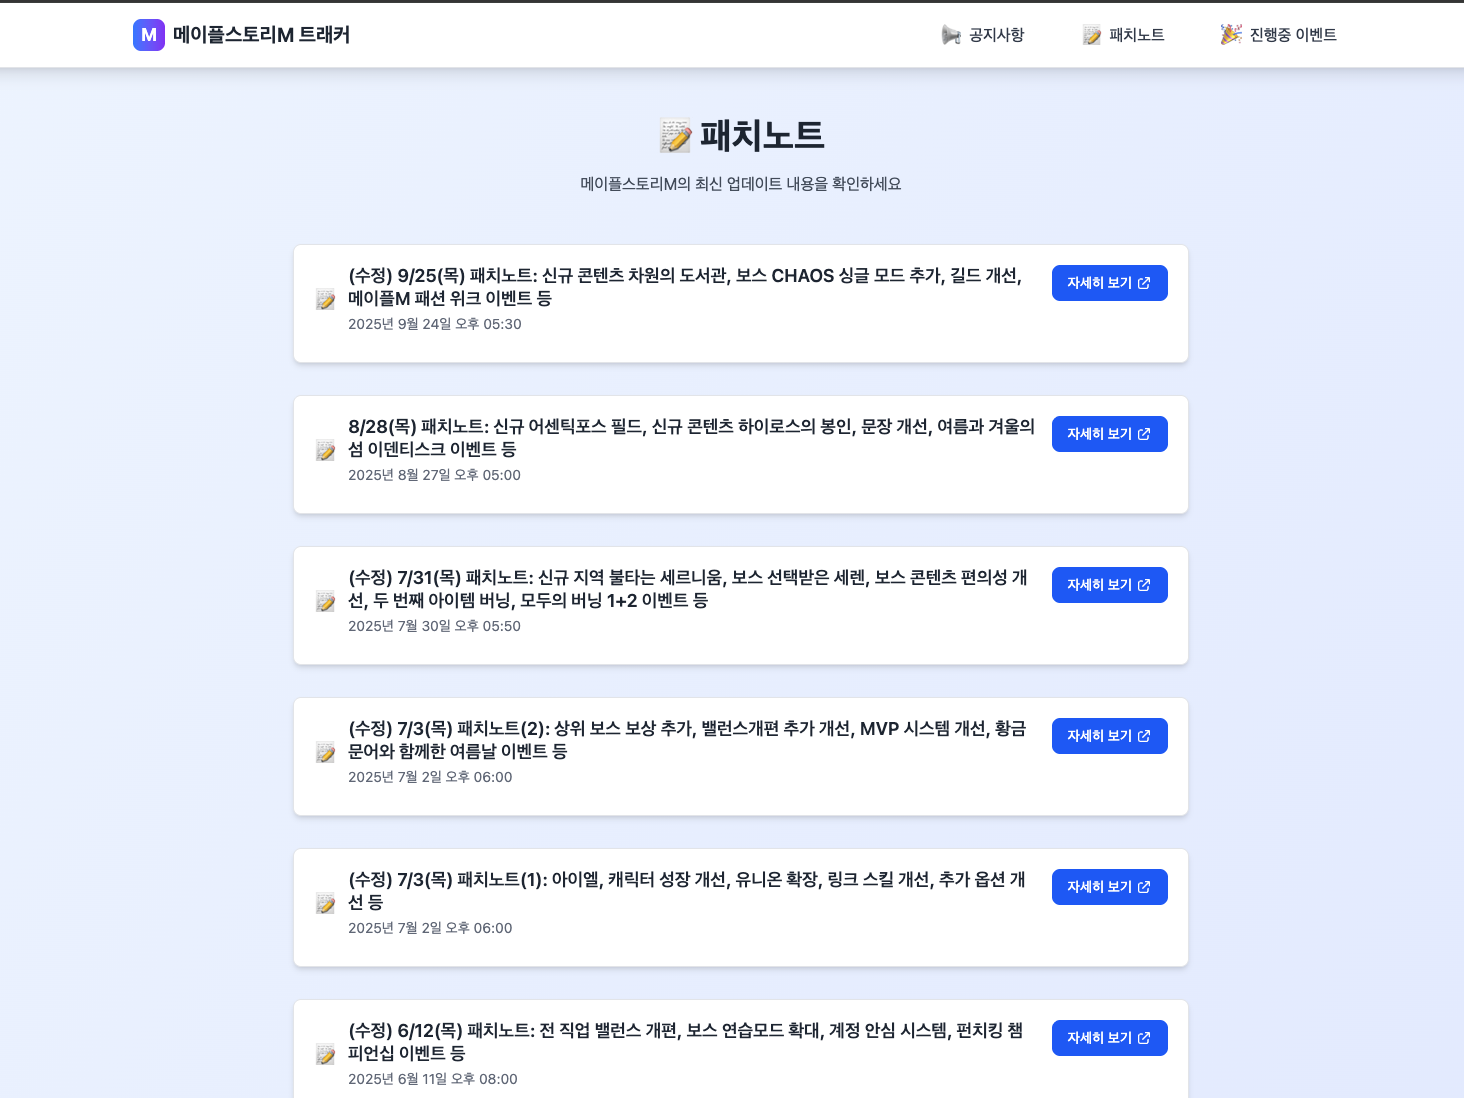 M 메이플스토리M 트래커
공지사항
패치노트
진행중 이벤트
패치노트
메이플스토리M의 최신 업데이트 내용을 확인하세요
(수정) 9/25(목) 패치노트: 신규 콘텐츠 차원의 도서관, 보스 CHAOS 싱글 모드 추가, 길드 개선,
메이플M 패션 위크 이벤트 등
2025년 9월 24일 오후 05:30
자세히 보기
8/28(목) 패치노트: 신규 어센틱포스 필드, 신규 콘텐츠 하이로스의 봉인, 문장 개선, 여름과 겨울의
섬 이덴티스크 이벤트 등
2025년 8월 27일 오후 05:00
자세히 보기
(수정) 7/31(목) 패치노트: 신규 지역 불타는 세르니움, 보스 선택받은 세렌, 보스 콘텐츠 편의성 개
선, 두 번째 아이템 버닝, 모두의 버닝 1+2 이벤트 등
2025년 7월 30일 오후 05:50
자세히 보기
(수정) 7/3(목) 패치노트(2): 상위 보스 보상 추가, 밸런스개편 추가 개선, MVP 시스템 개선, 황금
문어와 함께한 여름날 이벤트 등
2025년 7월 2일 오후 06:00
자세히 보기
(수정) 7/3(목) 패치노트(1): 아이엘, 캐릭터 성장 개선, 유니온 확장, 링크 스킬 개선, 추가 옵션 개
선 등
2025년 7월 2일 오후 06:00
자세히 보기
(수정) 6/12(목) 패치노트: 전 직업 밸런스 개편, 보스 연습모드 확대, 계정 안심 시스템, 펀치킹 챔
피언십 이벤트 등
2025년 6월 11일 오후 08:00
자세히 보기